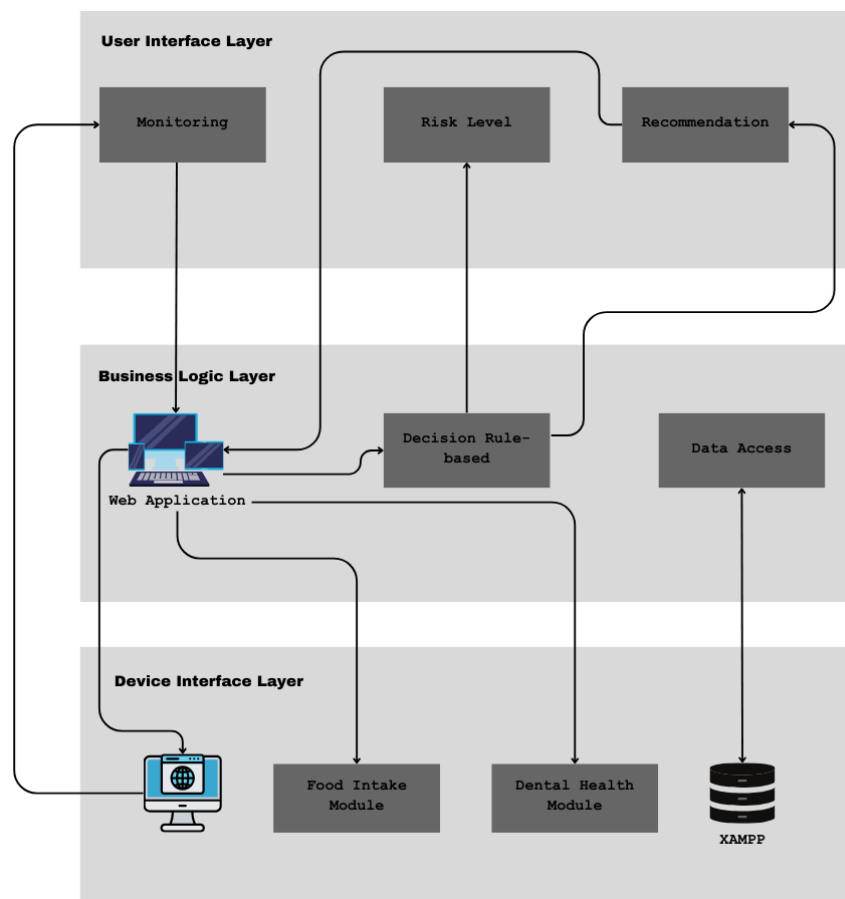 User Interface Layer
Monitoring
Risk Level
Recommendation
Business Logic Layer
Decision Rule-
based
Data Access
Web Application
Device Interface Layer
Food Intake
Module
Dental Health
Module
XAMPP